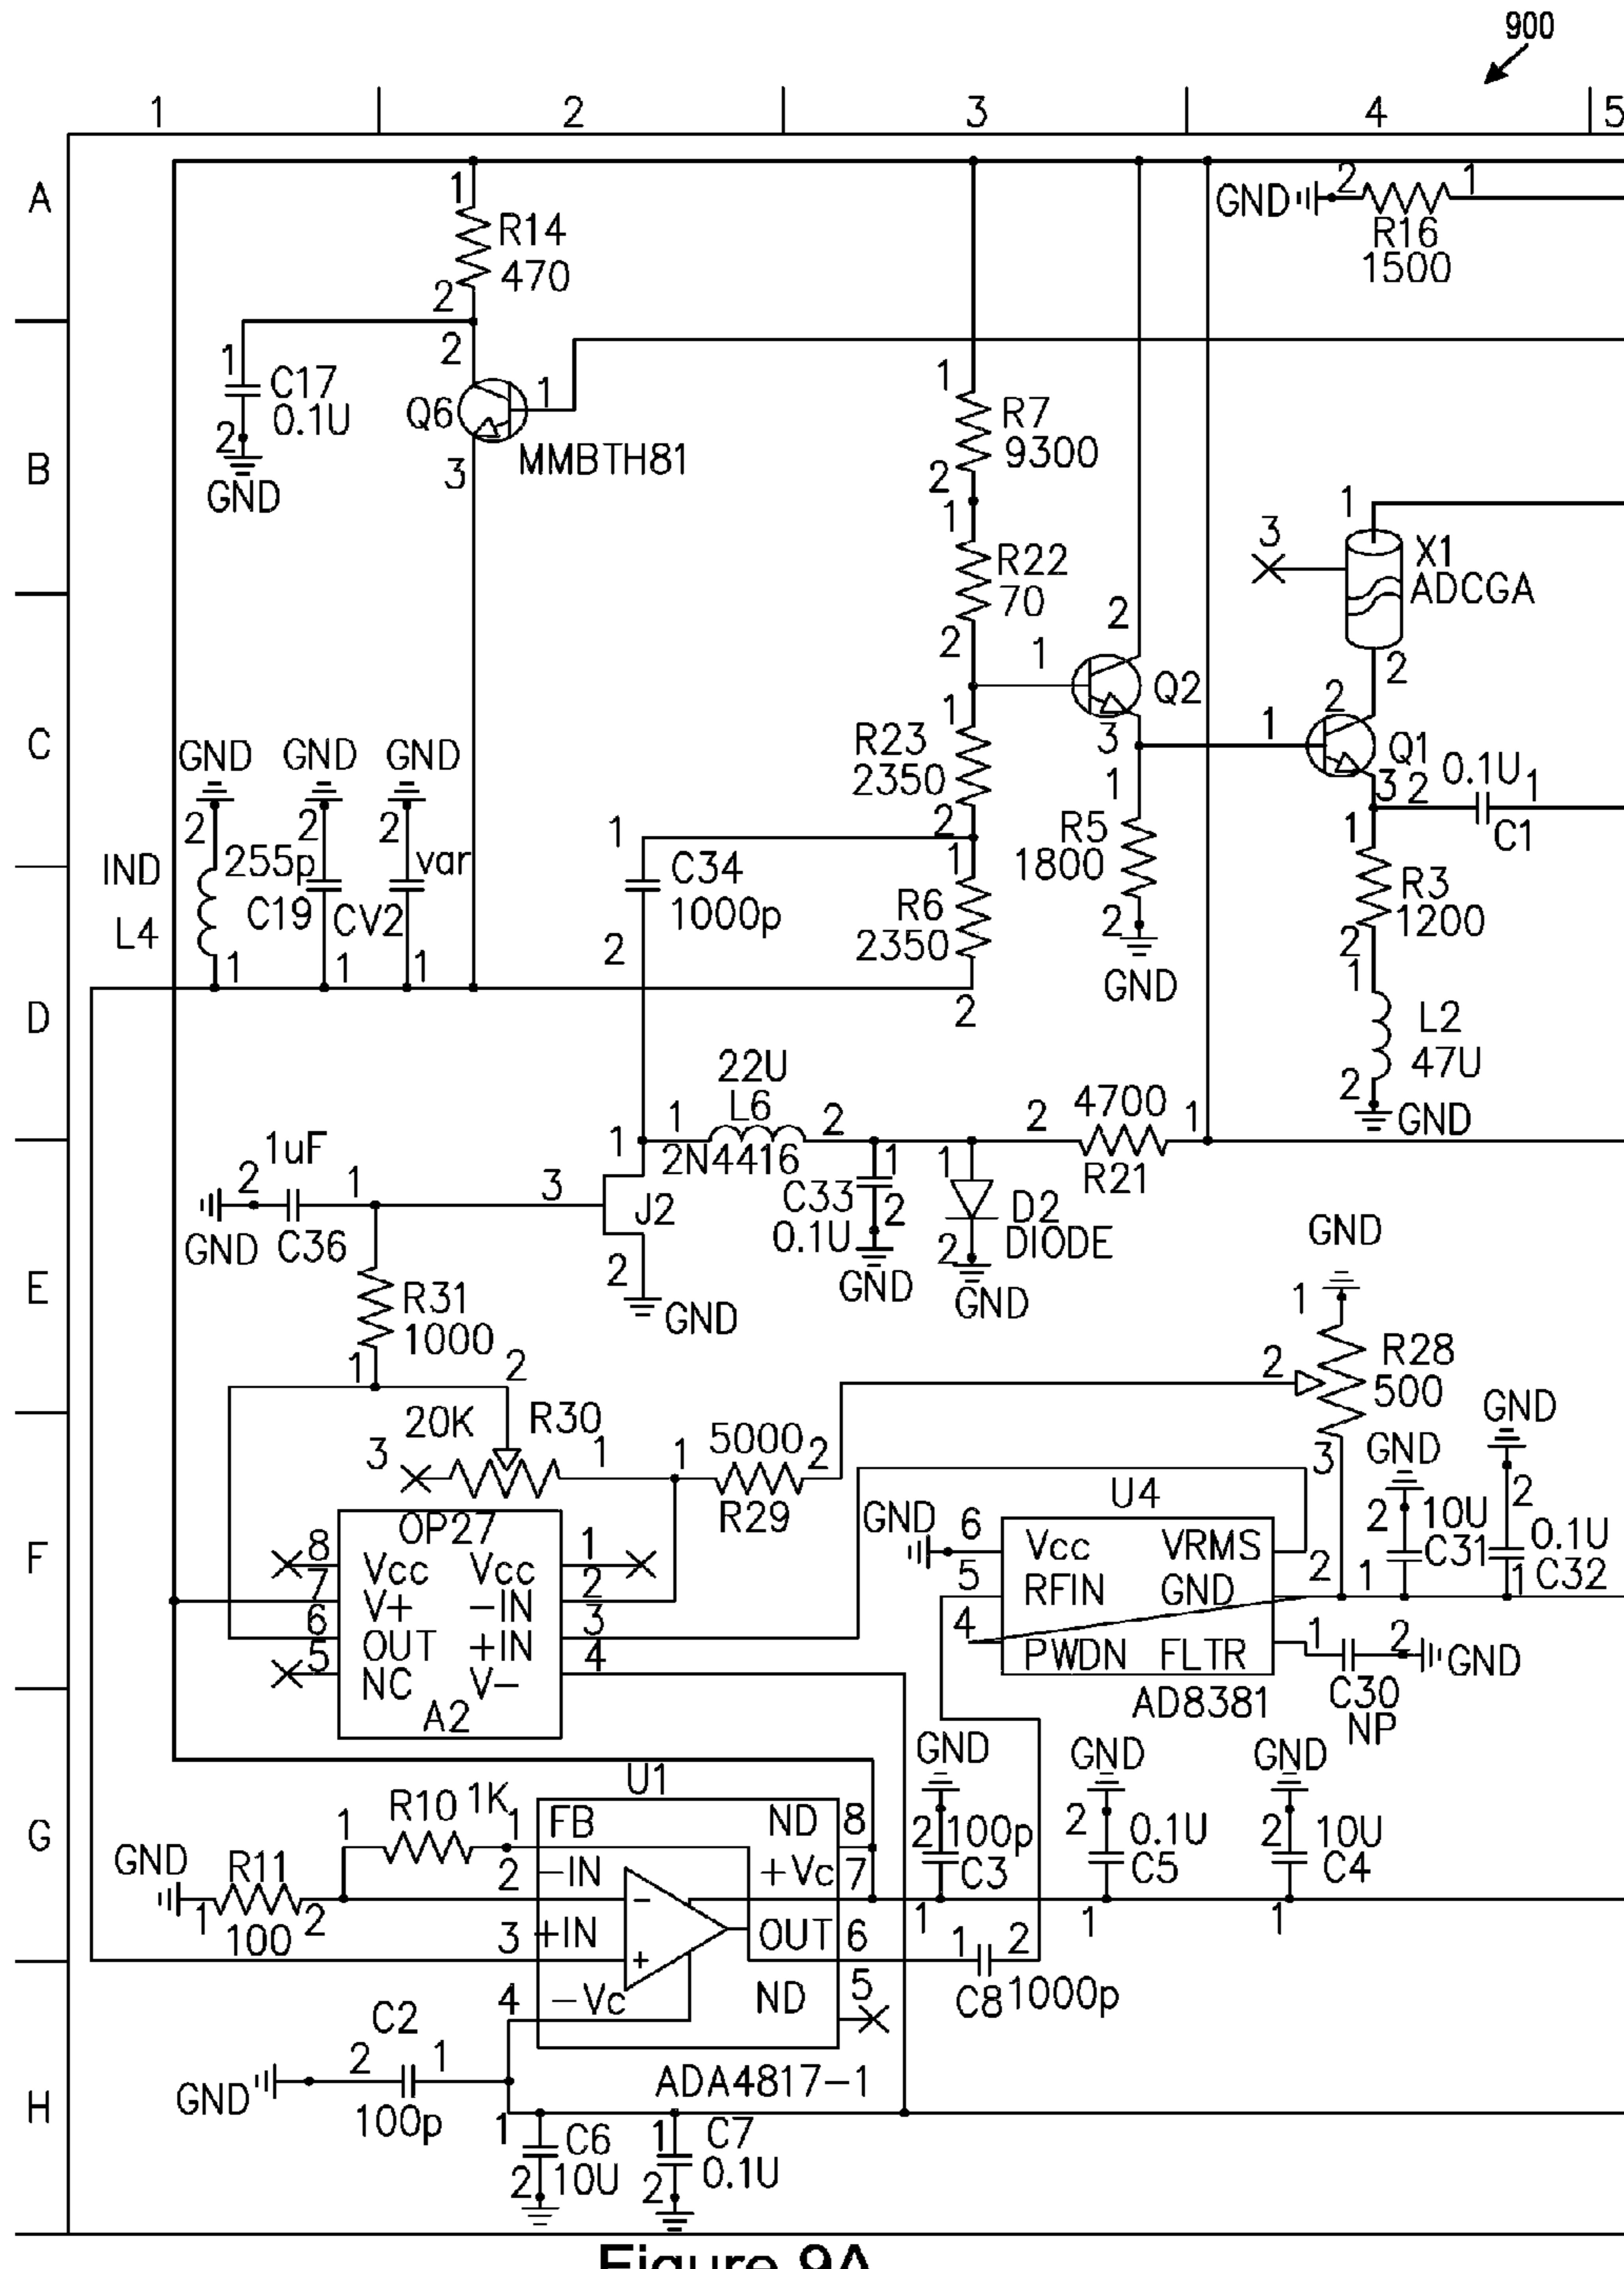 900
1 2 3 4 5
A
B
C
D
E
F
G
H
1
R14
470
2
GND 2 1
R16
1500
1
C17
0.1U
2
GND
2
Q6 1
MMBTH81
3
1
R7
9300
2
1
R22
70
2
1
3
X1
ADCGA
2
1
2
Q2
3
1
R23
2350
2
1
2
Q1
3
2 0.1U 1
C1
GND GND GND
2 2 2
IND
L4
255p
C19
var
CV2
1 1 1
1
C34
1000p
2
1
R6
2350
2
1
R5
1800
2
GND
1
R3
1200
2
1
L2
47U
2
GND
22U
1 L6 2
2N4416
2 4700 1
R21
1uF
2 1
GND C36
3
1
J2
2
GND
1
C33
0.1U
2
GND
1
D2
DIODE
2
GND
GND
1
2 R28
500
3
R31
1000
1
2
20K R30
3 1
1 5000 2
R29
OP27
8 Vcc Vcc 1
7 V+ -IN 2
6 OUT +IN 3
5 NC V- 4
A2
U4
GND 6 Vcc VRMS
5 RFIN GND 2
4 PWDN FLTR
AD8381
GND
2 10U
C31
1
GND
2
0.1U
C32
1
1 2 GND
C30
NP
U1
1 R10 1K 1
FB ND 8
2 -IN +Vc 7
3 +IN OUT 6
4 -Vc ND 5
ADA4817-1
GND R11
1 100 2
GND
2 100p
C3
1
GND
2 0.1U
C5
1
GND
2 10U
C4
1
1 2
C8 1000p
C2
2 1
GND
100p
1
C6
2 10U
1 C7
0.1U
2
Figure 9A